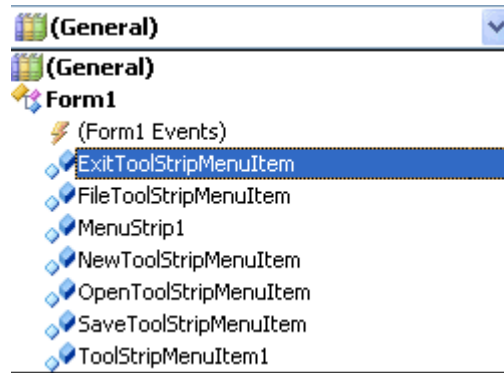 (General)
(General)
Form1
(Form1 Events)
ExitToolStripMenuItem
FileToolStripMenuItem
MenuStrip1
NewToolStripMenuItem
OpenToolStripMenuItem
SaveToolStripMenuItem
ToolStripMenuItem1